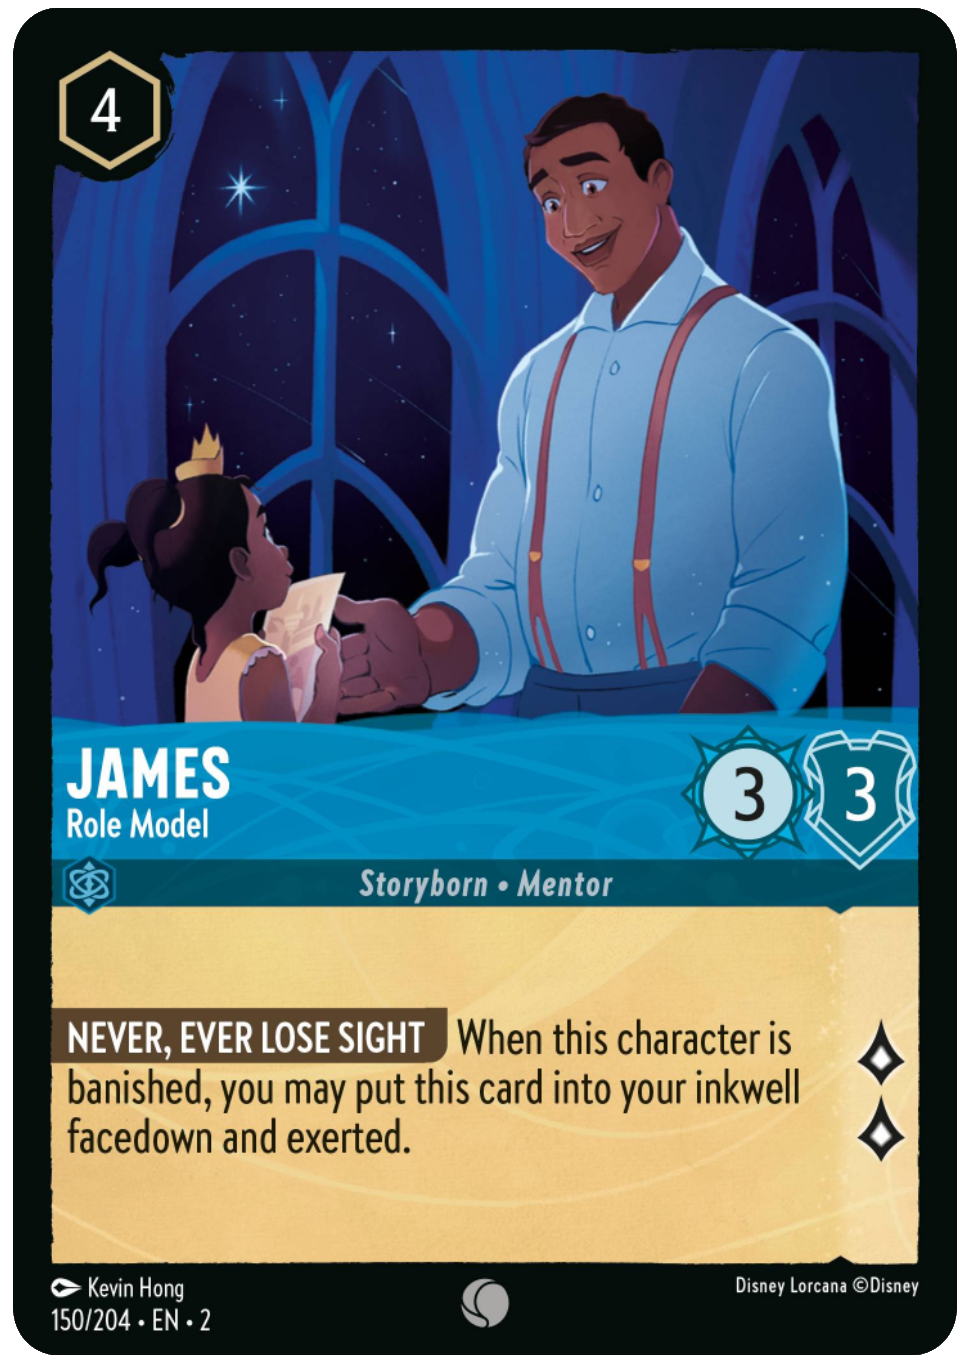 4
JAMES
Role Model
3
3
Storyborn • Mentor
NEVER, EVER LOSE SIGHT When this character is
banished, you may put this card into your inkwell
facedown and exerted.
Kevin Hong
150/204 • EN • 2
Disney Lorcana ©Disney